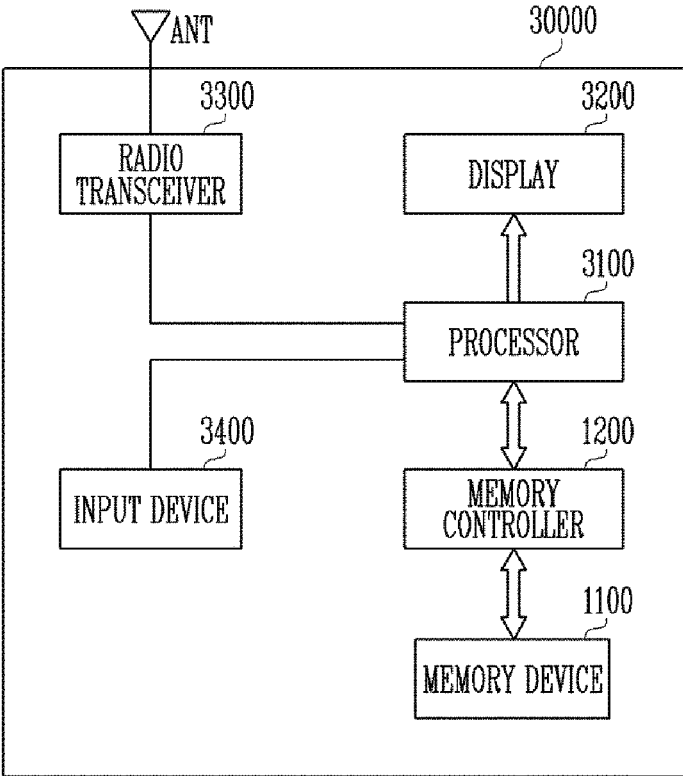 ANT
30000
3300
RADIO
TRANSCEIVER
3200
DISPLAY
3100
PROCESSOR
3400
INPUT DEVICE
1200
MEMORY
CONTROLLER
1100
MEMORY DEVICE